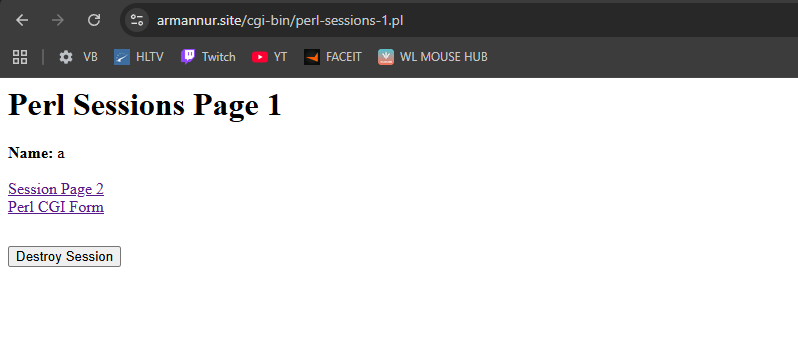 armannur.site/cgi-bin/perl-sessions-1.pl
VB HLTV Twitch YT FACEIT WL MOUSE HUB
Perl Sessions Page 1
Name: a
Session Page 2
Perl CGI Form
Destroy Session